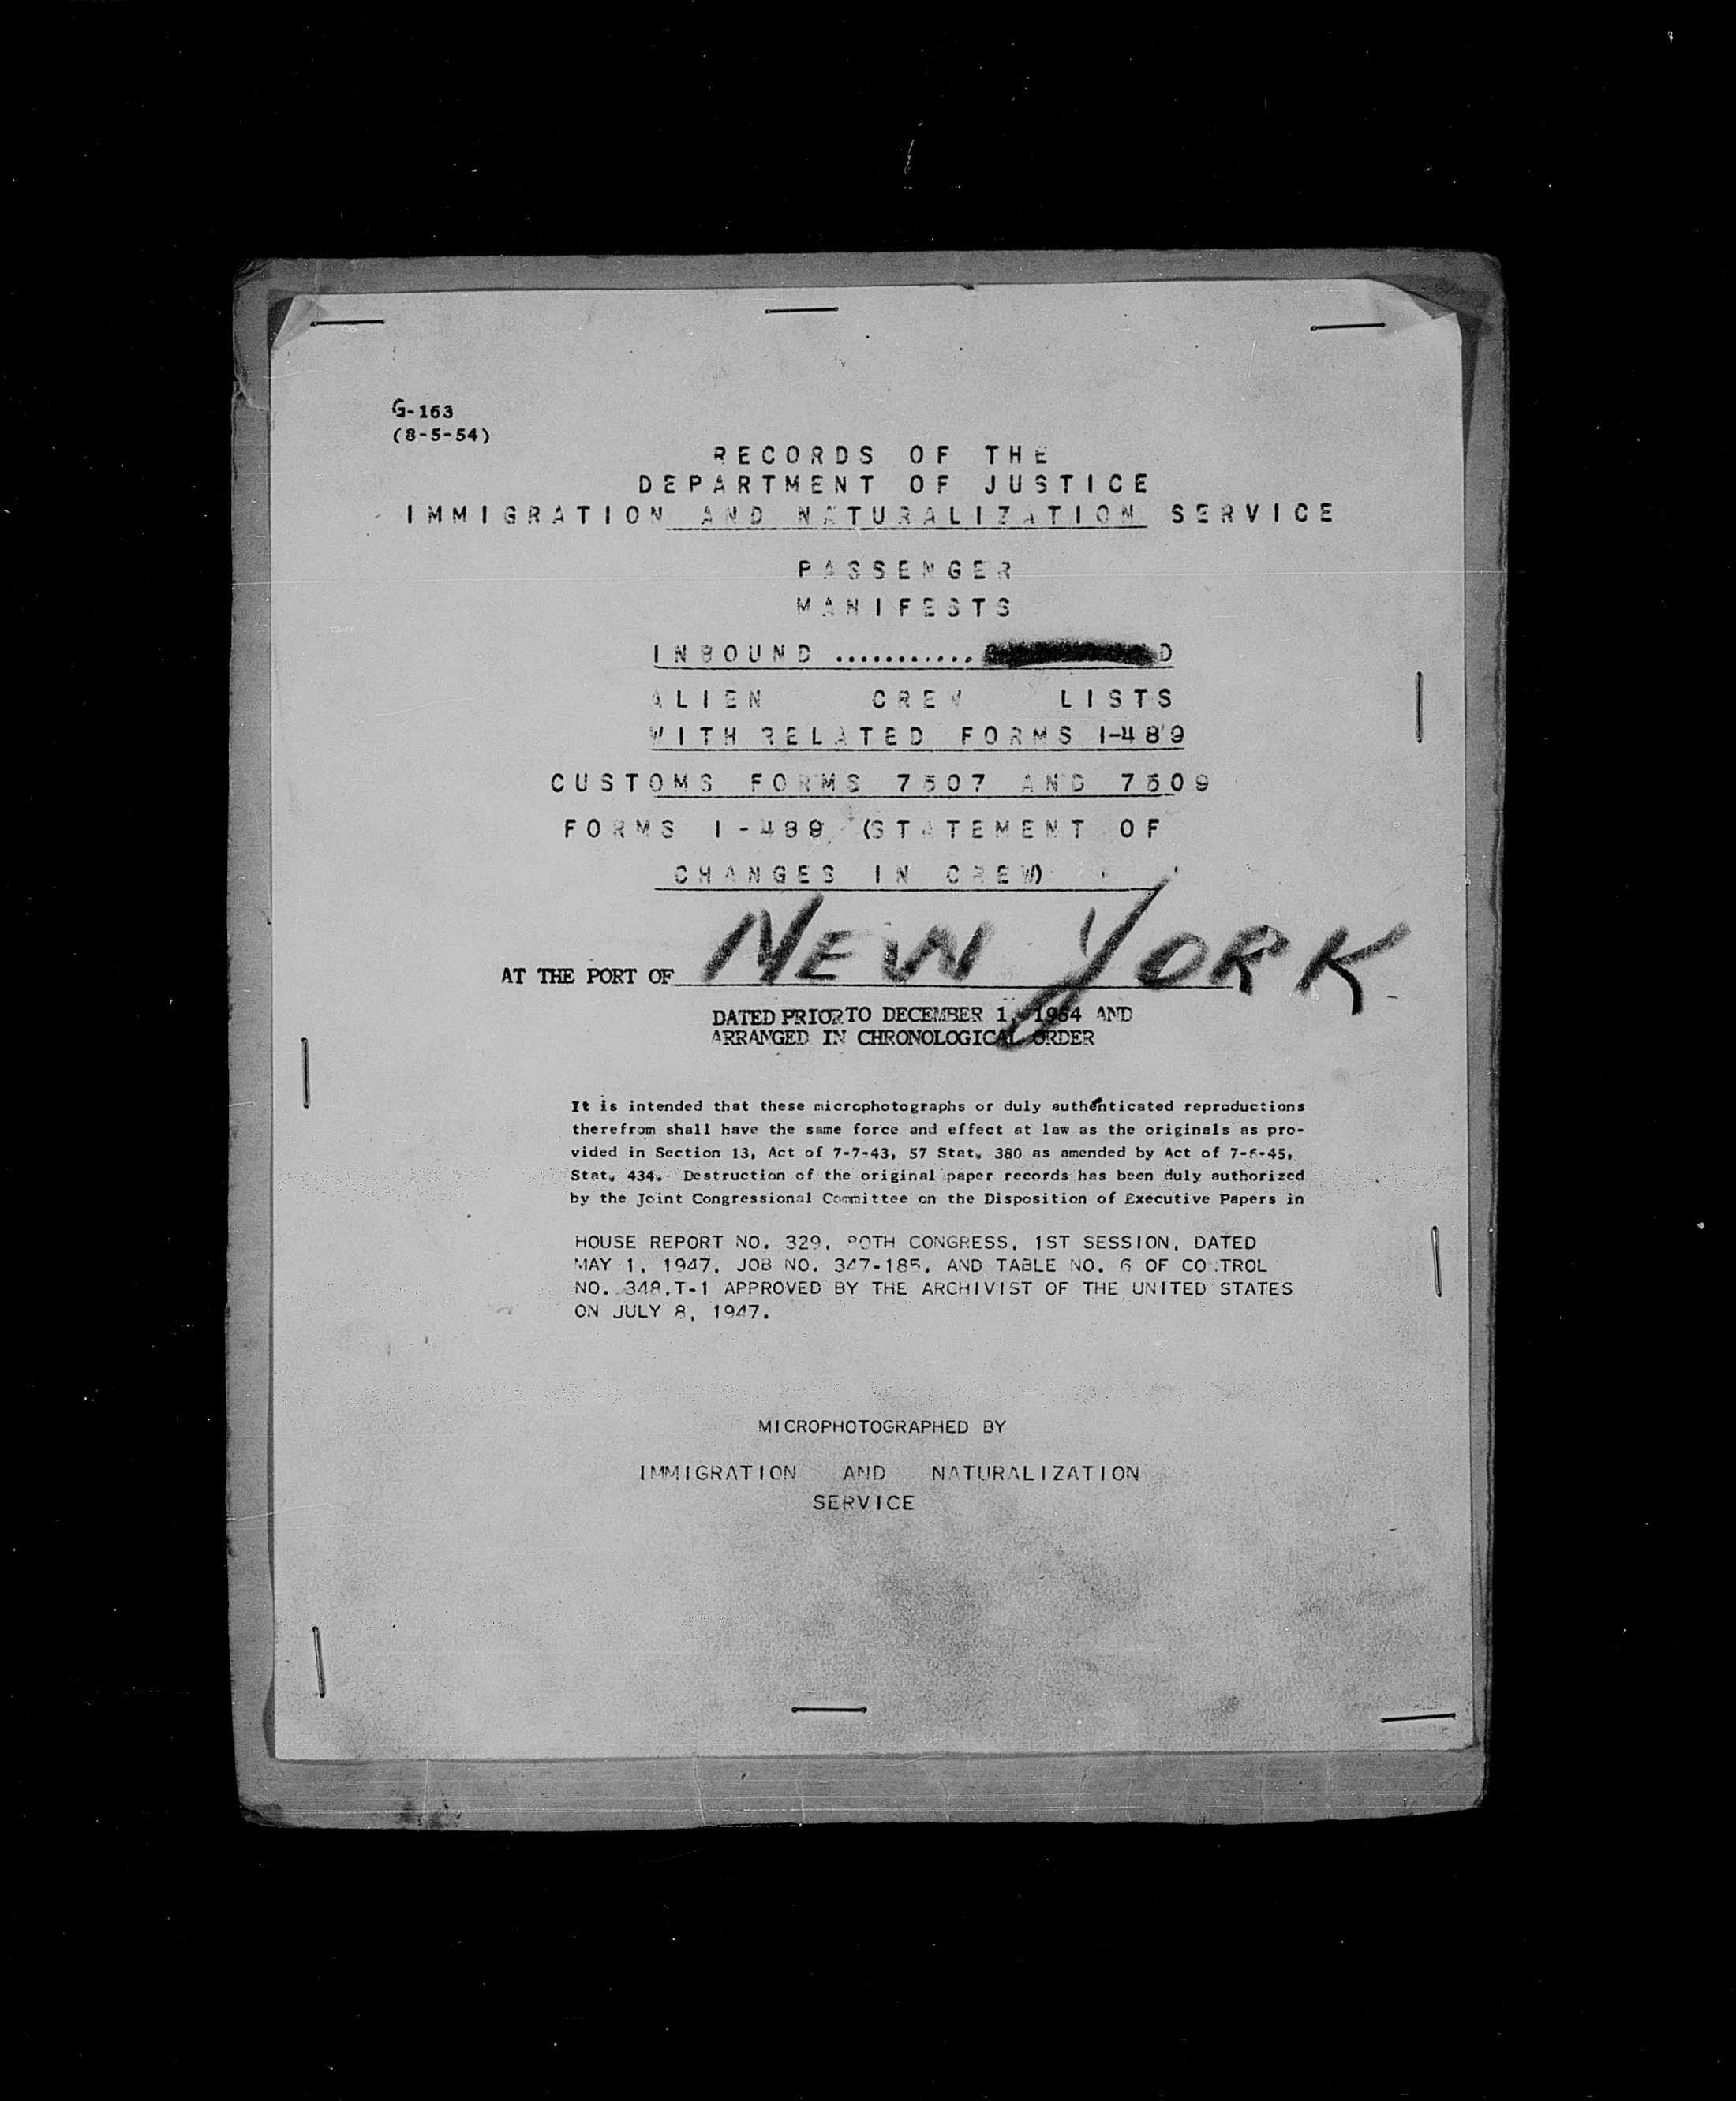 G-163
(8-5-54)
RECORDS OF THE
DEPARTMENT OF JUSTICE
IMMIGRATION AND NATURALIZATION SERVICE
PASSENGER
MANIFESTS
INBOUND ........... D
ALIEN CREW LISTS
WITH RELATED FORMS I-489
CUSTOMS FORMS 7507 AND 7509
FORMS I-489 (STATEMENT OF
CHANGES IN CREW)
AT THE PORT OF NEW YORK
DATED PRIOR TO DECEMBER 1, 1954 AND
ARRANGED IN CHRONOLOGICAL ORDER
It is intended that these microphotographs or duly authenticated reproductions
therefrom shall have the same force and effect at law as the originals as pro-
vided in Section 13, Act of 7-7-43, 57 Stat. 380 as amended by Act of 7-6-45,
Stat. 434. Destruction of the original paper records has been duly authorized
by the Joint Congressional Committee on the Disposition of Executive Papers in
HOUSE REPORT NO. 329, 80TH CONGRESS, 1ST SESSION, DATED
MAY 1, 1947, JOB NO. 347-185, AND TABLE NO. 6 OF CONTROL
NO. 348,T-1 APPROVED BY THE ARCHIVIST OF THE UNITED STATES
ON JULY 8, 1947.
MICROPHOTOGRAPHED BY
IMMIGRATION AND NATURALIZATION
SERVICE